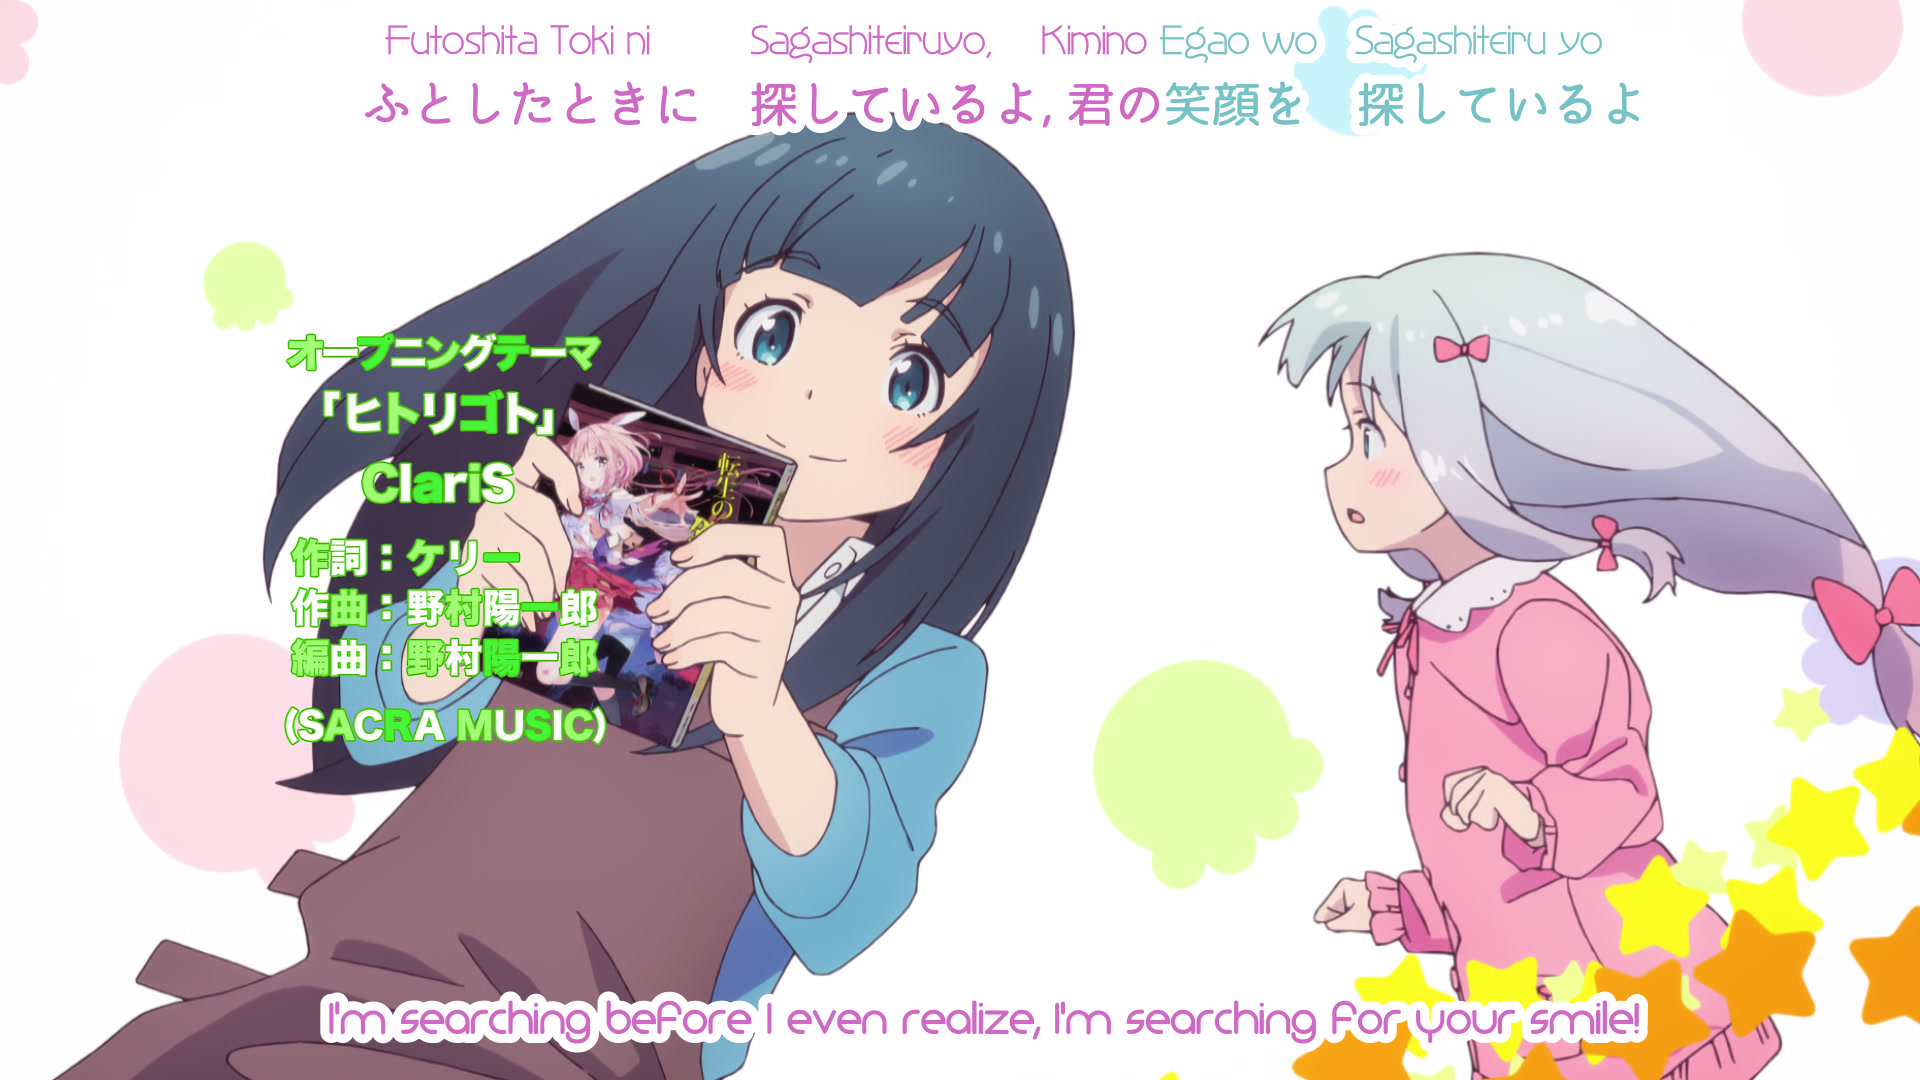 Futoshita Toki ni Sagashiteiruyo, Kimino Egao wo Sagashiteiru yo
ふとしたときに 探しているよ, 君の笑顔を 探しているよ
オープニングテーマ
「ヒトリゴト」
ClariS
作詞：ケリー
作曲：野村陽一郎
編曲：野村陽一郎
(SACRA MUSIC)
転生の
I'm searching before I even realize, I'm searching for your smile!